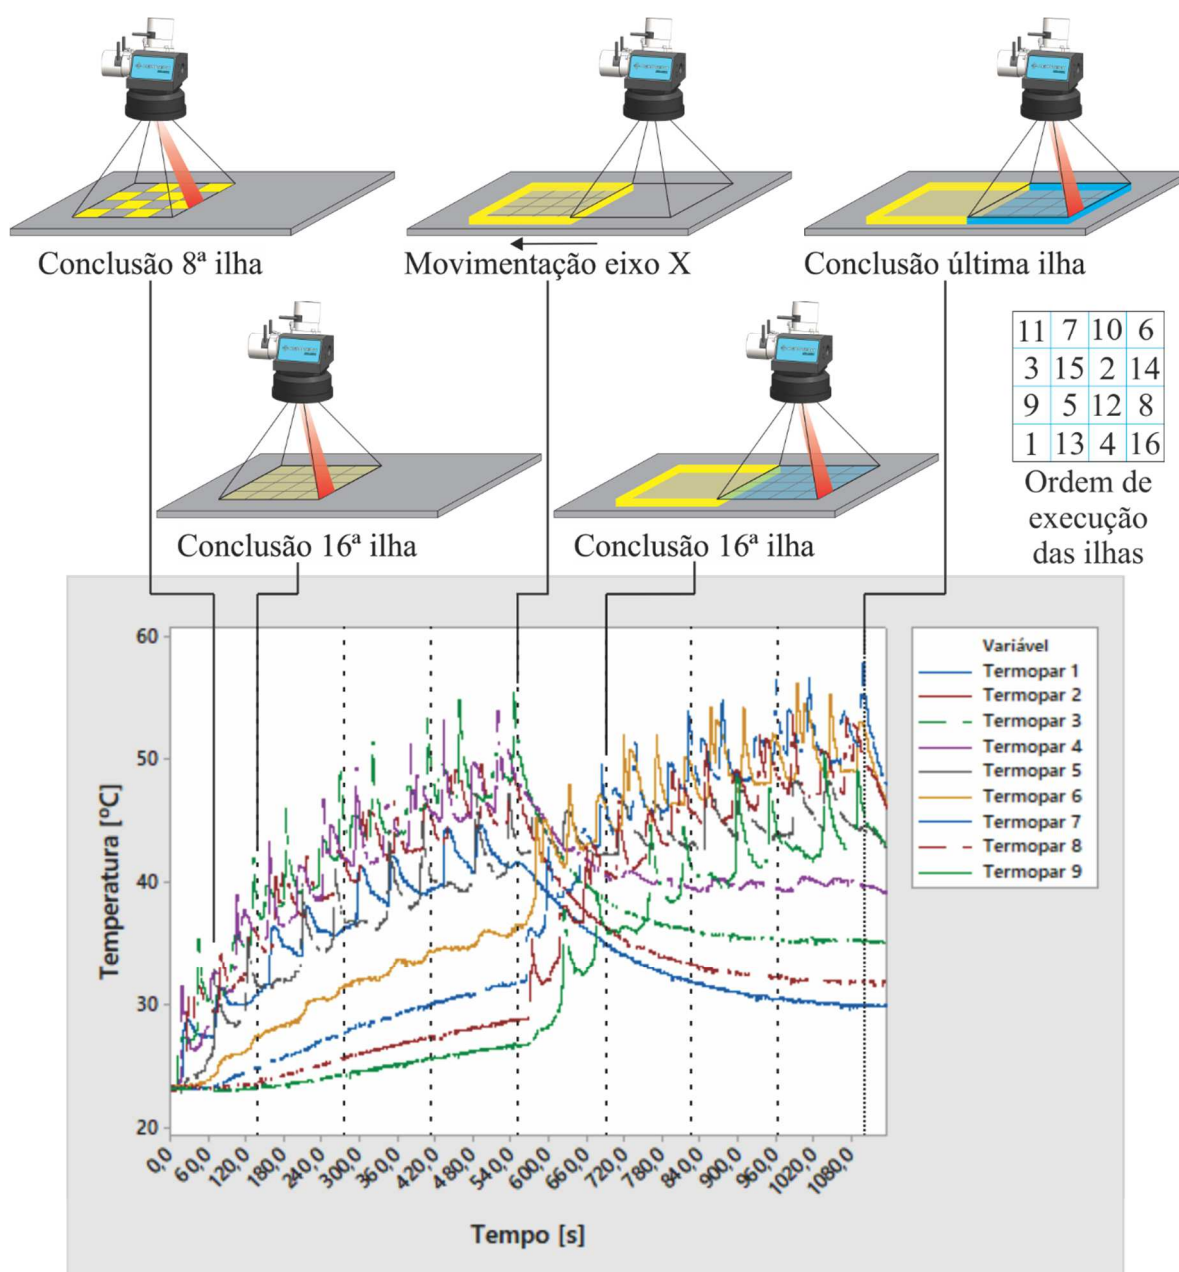 Conclusão 8ª ilha
Movimentação eixo X
Conclusão última ilha
11 7 10 6
3 15 2 14
9 5 12 8
1 13 4 16
Ordem de
execução
das ilhas
Conclusão 16ª ilha
Conclusão 16ª ilha
60
50
40
30
20
Temperatura [ºC]
0,0
60,0
120,0
180,0
240,0
300,0
360,0
420,0
480,0
540,0
600,0
660,0
720,0
780,0
840,0
900,0
960,0
1020,0
1080,0
Tempo [s]
Variável
Termopar 1
Termopar 2
Termopar 3
Termopar 4
Termopar 5
Termopar 6
Termopar 7
Termopar 8
Termopar 9